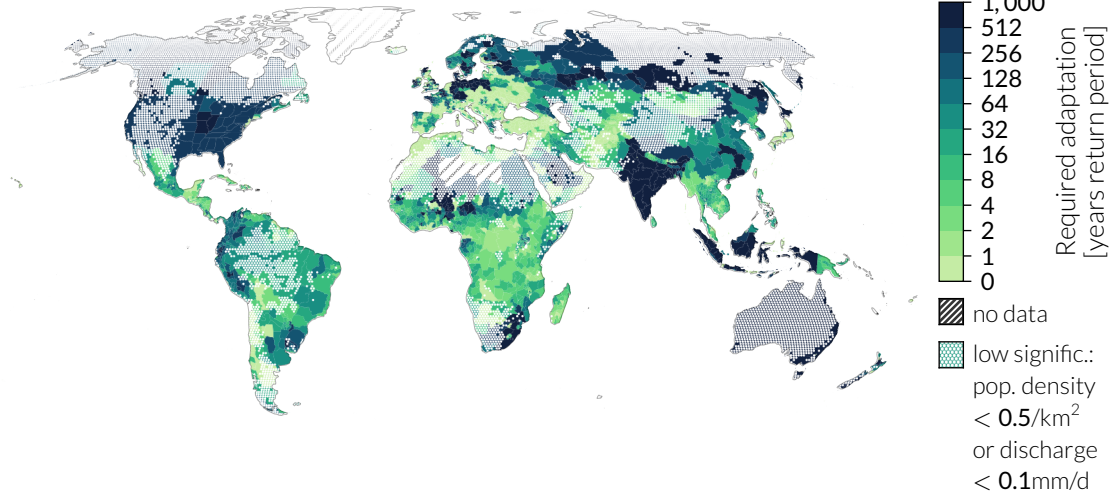 1,000
512
256
128
64
32
16
8
4
2
1
0
Required adaptation
[years return period]
no data
low signific.:
pop. density
< 0.5/km²
or discharge
< 0.1mm/d